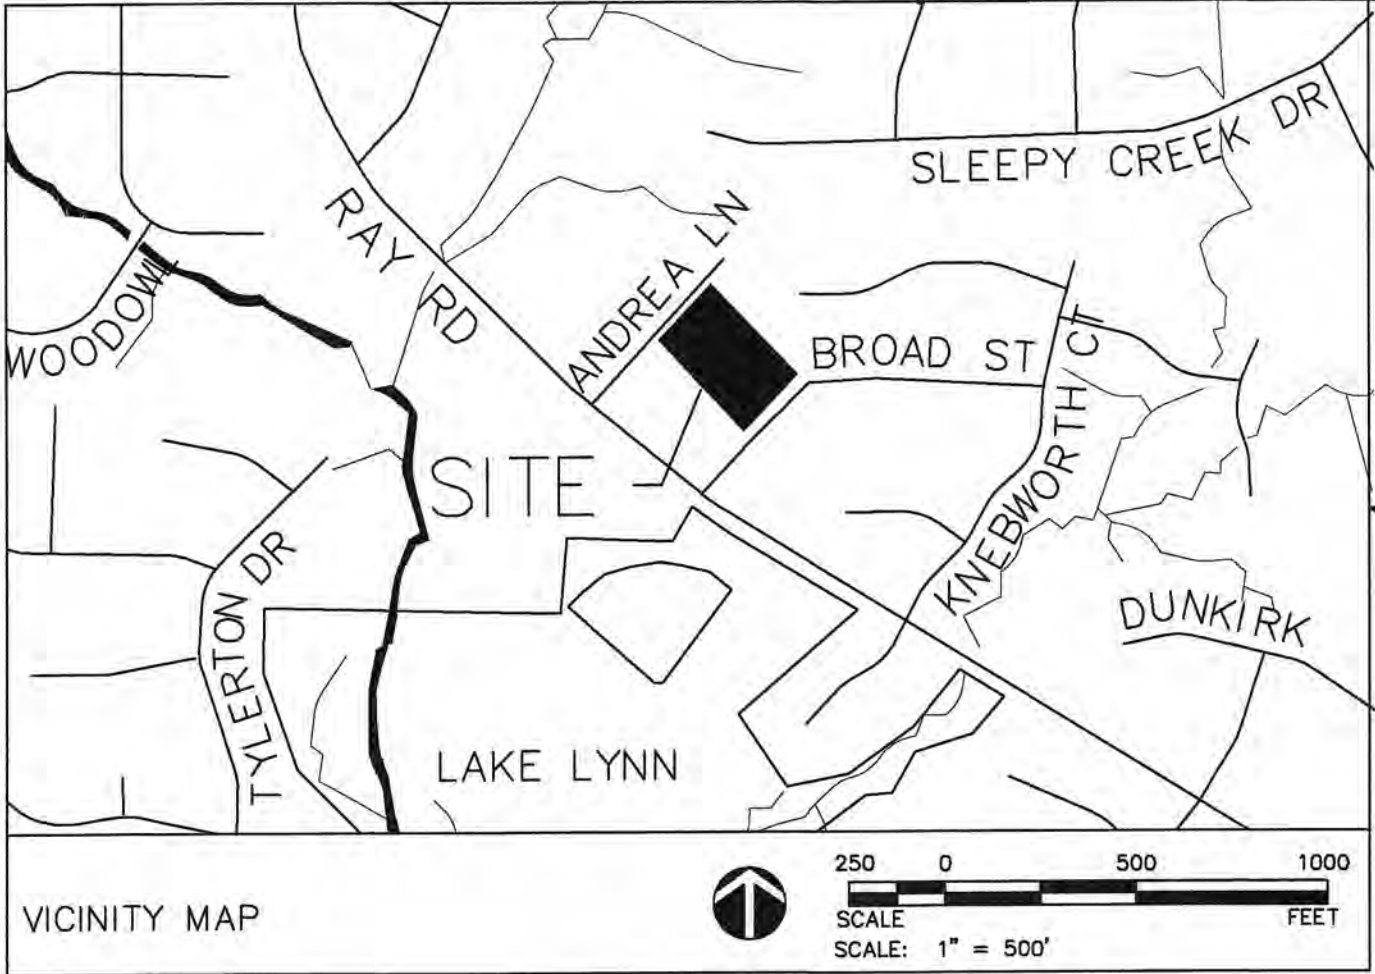 SLEEPY CREEK DR
RAY RD
ANDREA LN
WOODOWL
BROAD ST
KNEBWORTH CT
SITE
TYLERTON DR
DUNKIRK
LAKE LYNN
VICINITY MAP
250 0 500 1000
SCALE FEET
SCALE: 1" = 500'